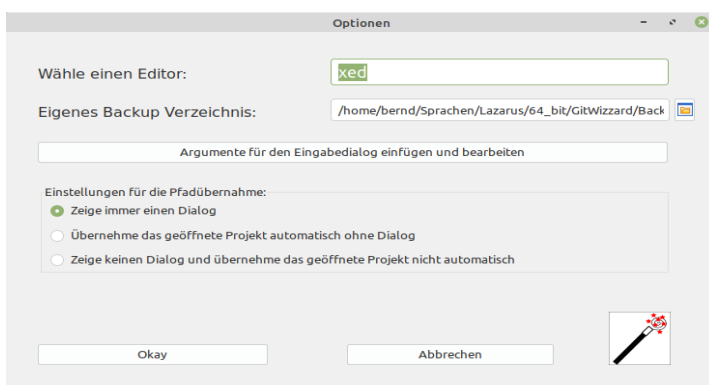 Optionen
Wähle einen Editor:
xed
Eigenes Backup Verzeichnis:
/home/bernd/Sprachen/Lazarus/64_bit/GitWizzard/Back
Argumente für den Eingabedialog einfügen und bearbeiten
Einstellungen für die Pfadübernahme:
Zeige immer einen Dialog
Übernehme das geöffnete Projekt automatisch ohne Dialog
Zeige keinen Dialog und übernehme das geöffnete Projekt nicht automatisch
Okay
Abbrechen